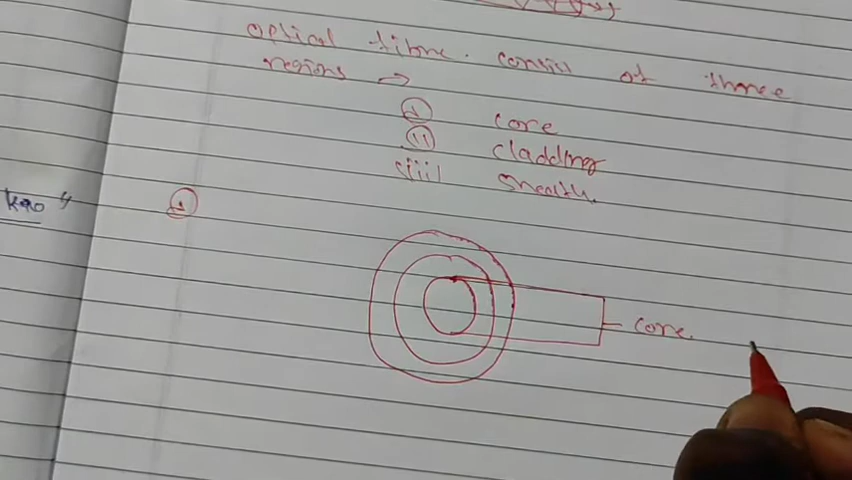 optical fibre. consist of three
regions →
(i) core
(ii) cladding
(iii) sheath.
(i)
core.